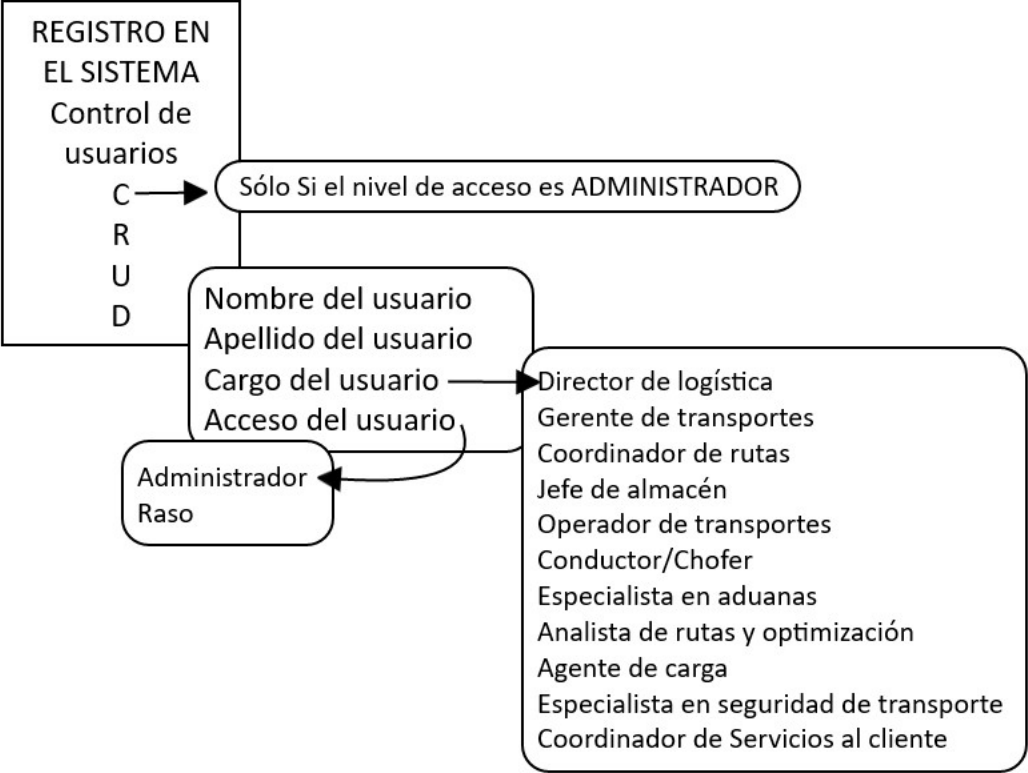 REGISTRO EN
EL SISTEMA
Control de
usuarios
C
R
U
D
Sólo Si el nivel de acceso es ADMINISTRADOR
Nombre del usuario
Apellido del usuario
Cargo del usuario
Acceso del usuario
Administrador
Raso
Director de logística
Gerente de transportes
Coordinador de rutas
Jefe de almacén
Operador de transportes
Conductor/Chofer
Especialista en aduanas
Analista de rutas y optimización
Agente de carga
Especialista en seguridad de transporte
Coordinador de Servicios al cliente